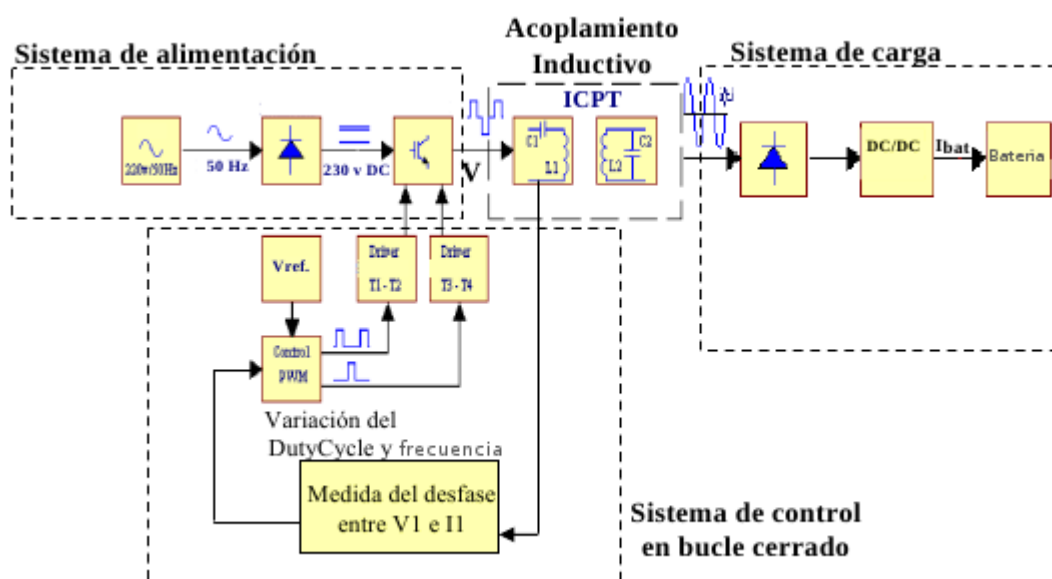 Sistema de alimentación
Acoplamiento
Inductivo
Sistema de carga
ICPT
220v/50Hz
50 Hz
230 v DC
V
C1
L1
L2
C2
DC/DC
Ibat
Bateria
Vref.
Driver
T1 - T2
Driver
T3 - T4
Control
PWM
Variación del
DutyCycle y frecuencia
Medida del desfase
entre V1 e I1
Sistema de control
en bucle cerrado